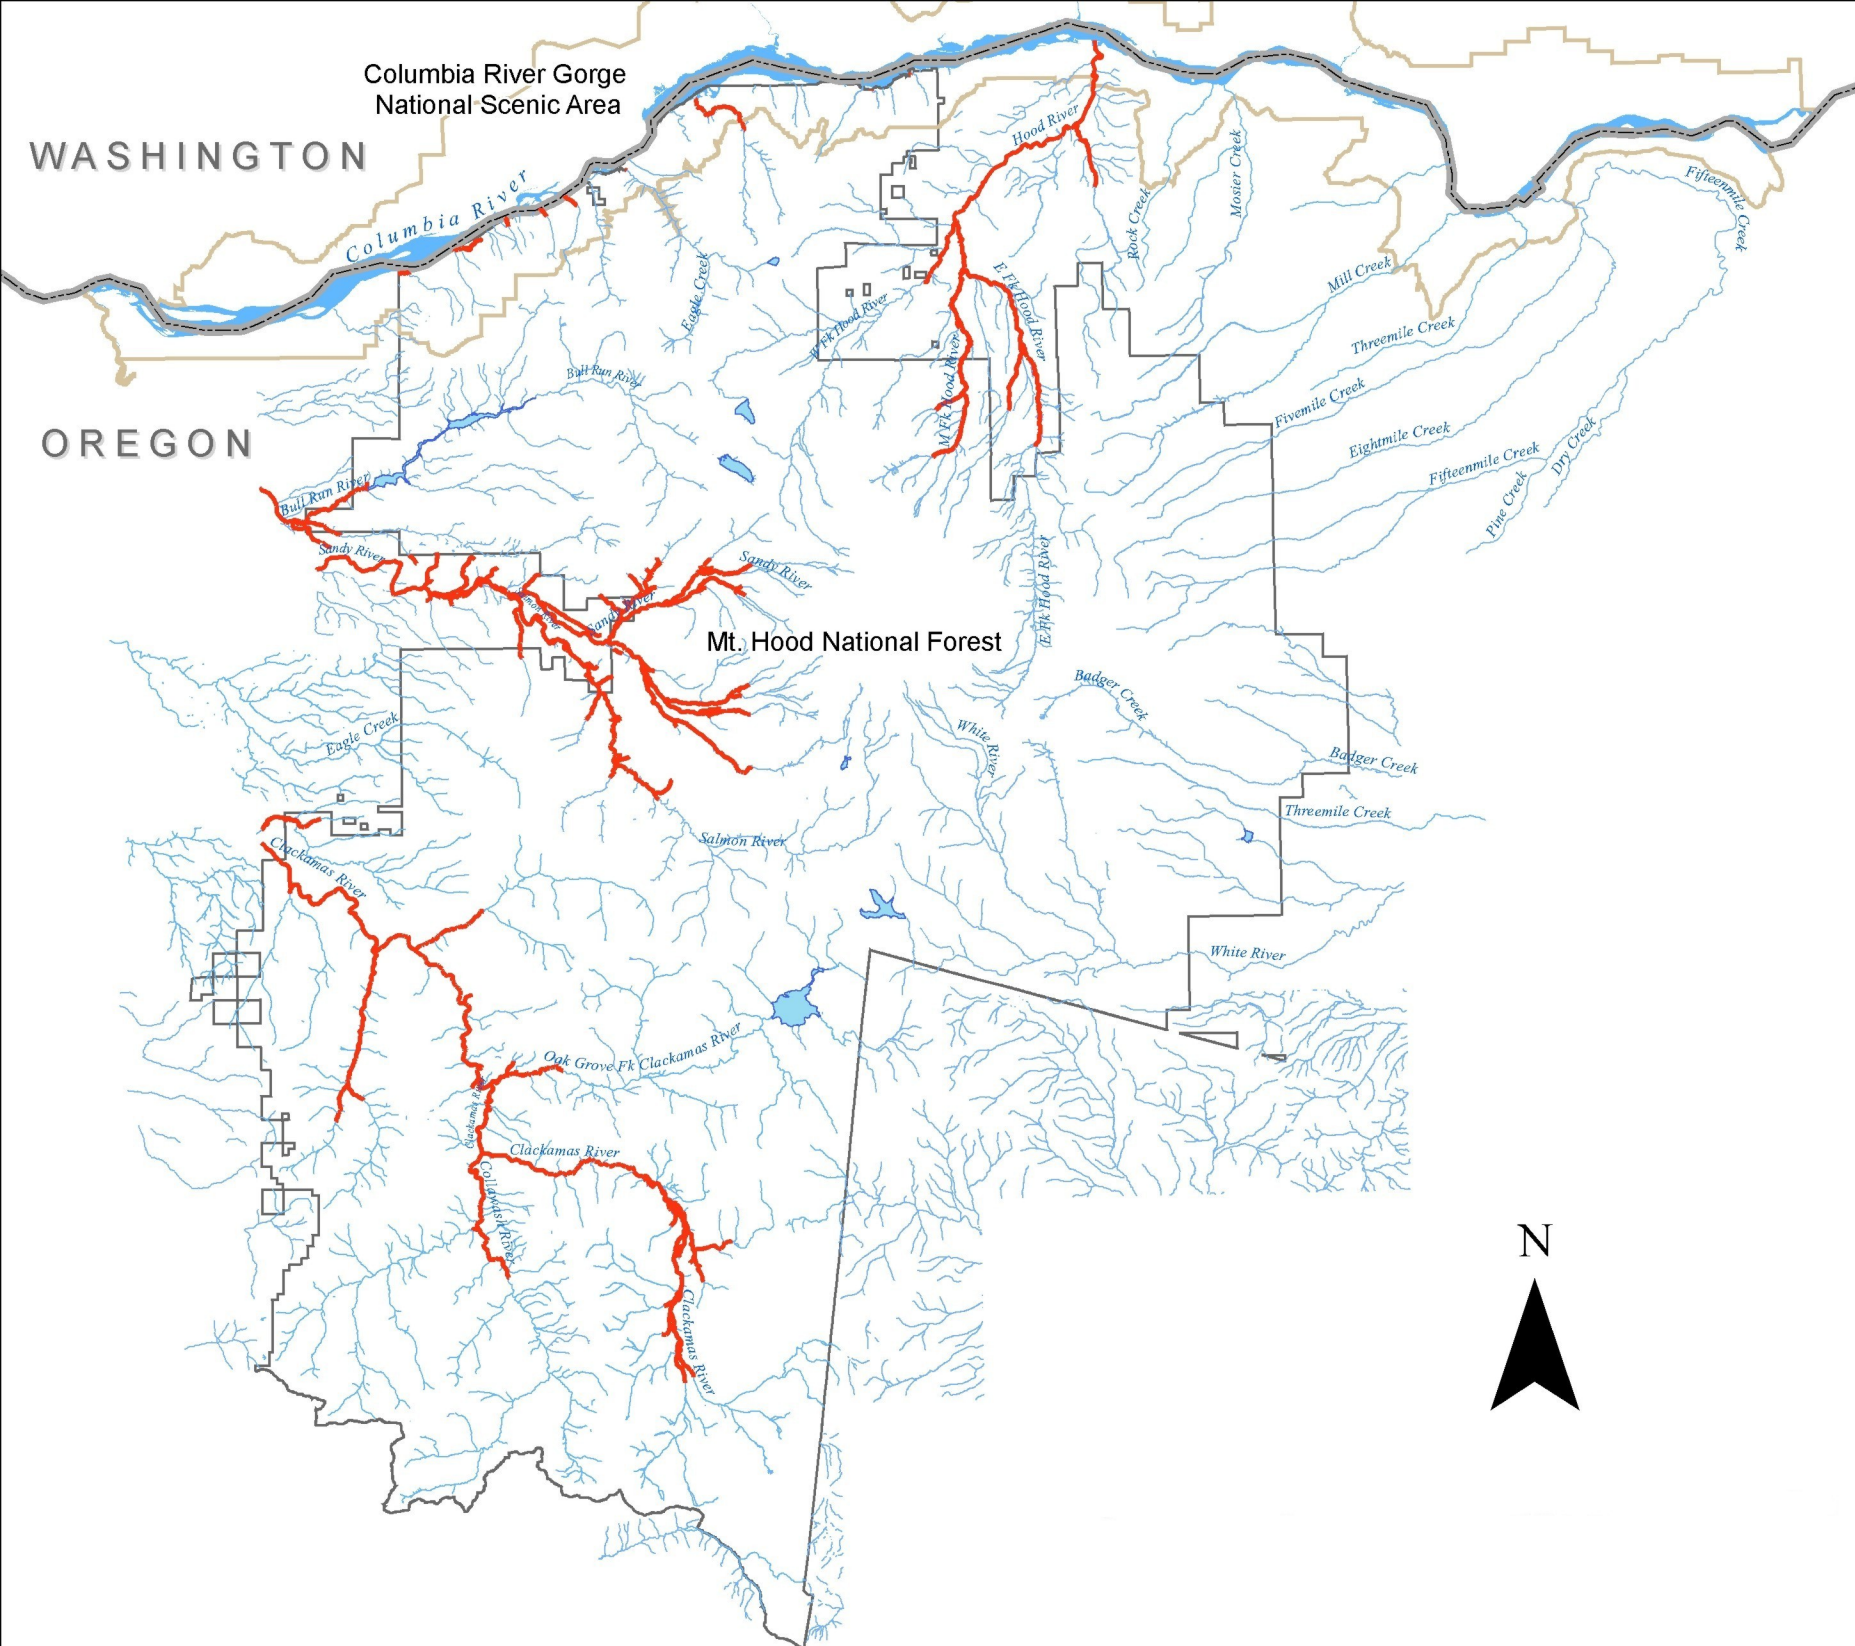 Columbia River Gorge
National Scenic Area
WASHINGTON
Columbia River
OREGON
Hood River
Rock Creek
Mosier Creek
Fifteenmile Creek
Eagle Creek
W Fk Hood River
E Fk Hood River
M Fk Hood River
Mill Creek
Threemile Creek
Fivemile Creek
Eightmile Creek
Fifteenmile Creek
Dry Creek
Pine Creek
Bull Run River
Bull Run River
Sandy River
Sandy River
Salmon River
Sandy River
E Fk Hood River
Mt. Hood National Forest
Badger Creek
White River
Badger Creek
Eagle Creek
Threemile Creek
Salmon River
Clackamas River
White River
Oak Grove Fk Clackamas River
Clackamas River
Clackamas River
Collawash River
Clackamas River
N